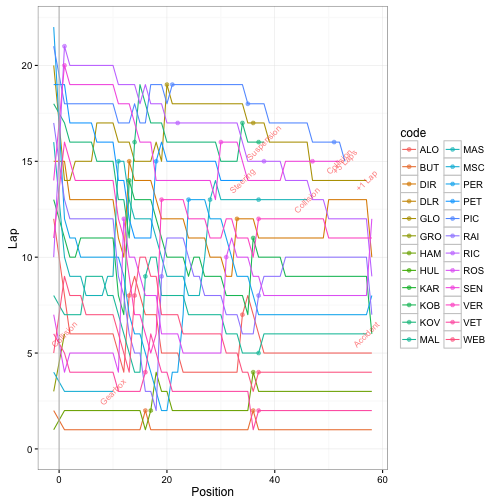 20
15
10
5
0
0
20
40
60
Position
Lap
Collision
Gearbox
Steering
Suspension
Collision
+1 Lap
Accident
code
ALO
BUT
DIR
DLR
GLO
GRO
HAM
HUL
KAR
KOB
KOV
MAL
MAS
MSC
PER
PET
PIC
RAI
RIC
ROS
SEN
VER
VET
WEB